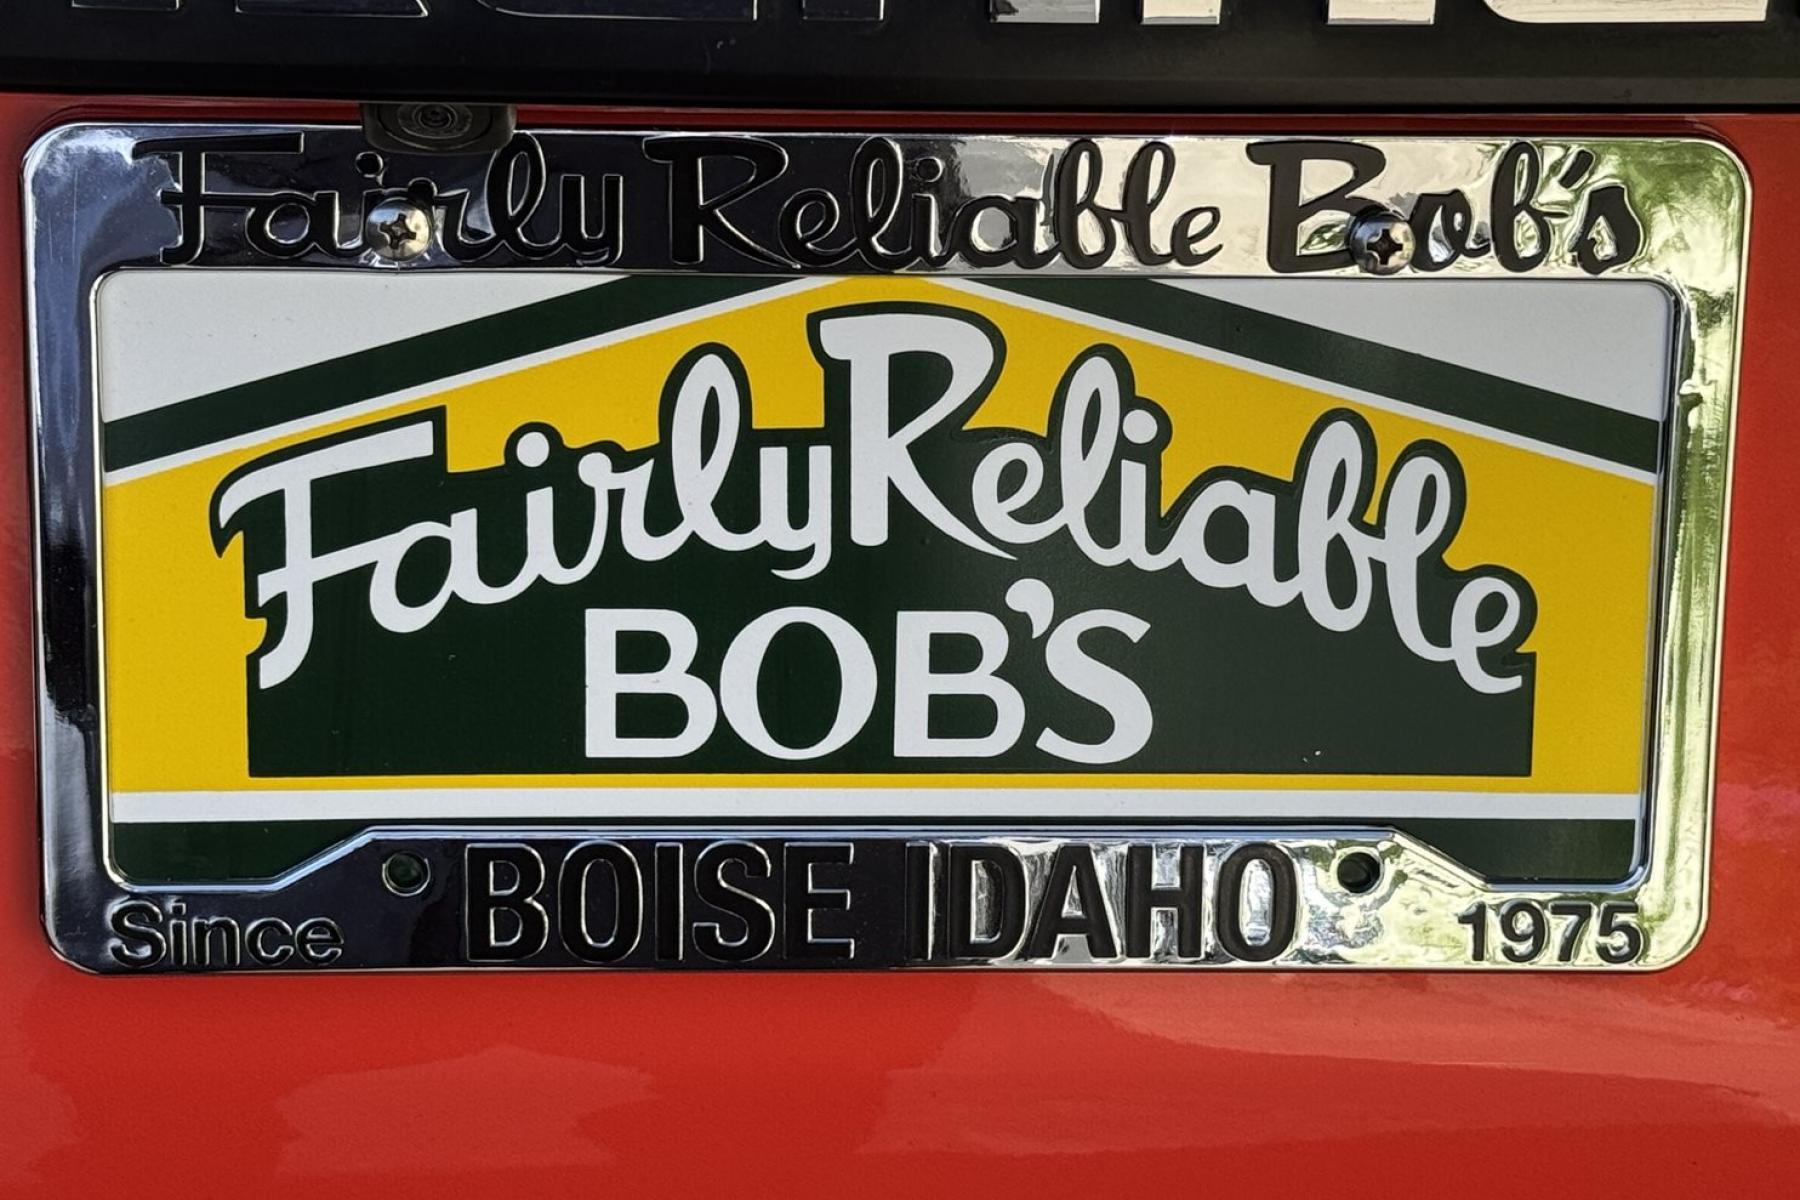 Fairly Reliable Bob's
Fairly Reliable
BOB'S
BOISE IDAHO
Since 1975